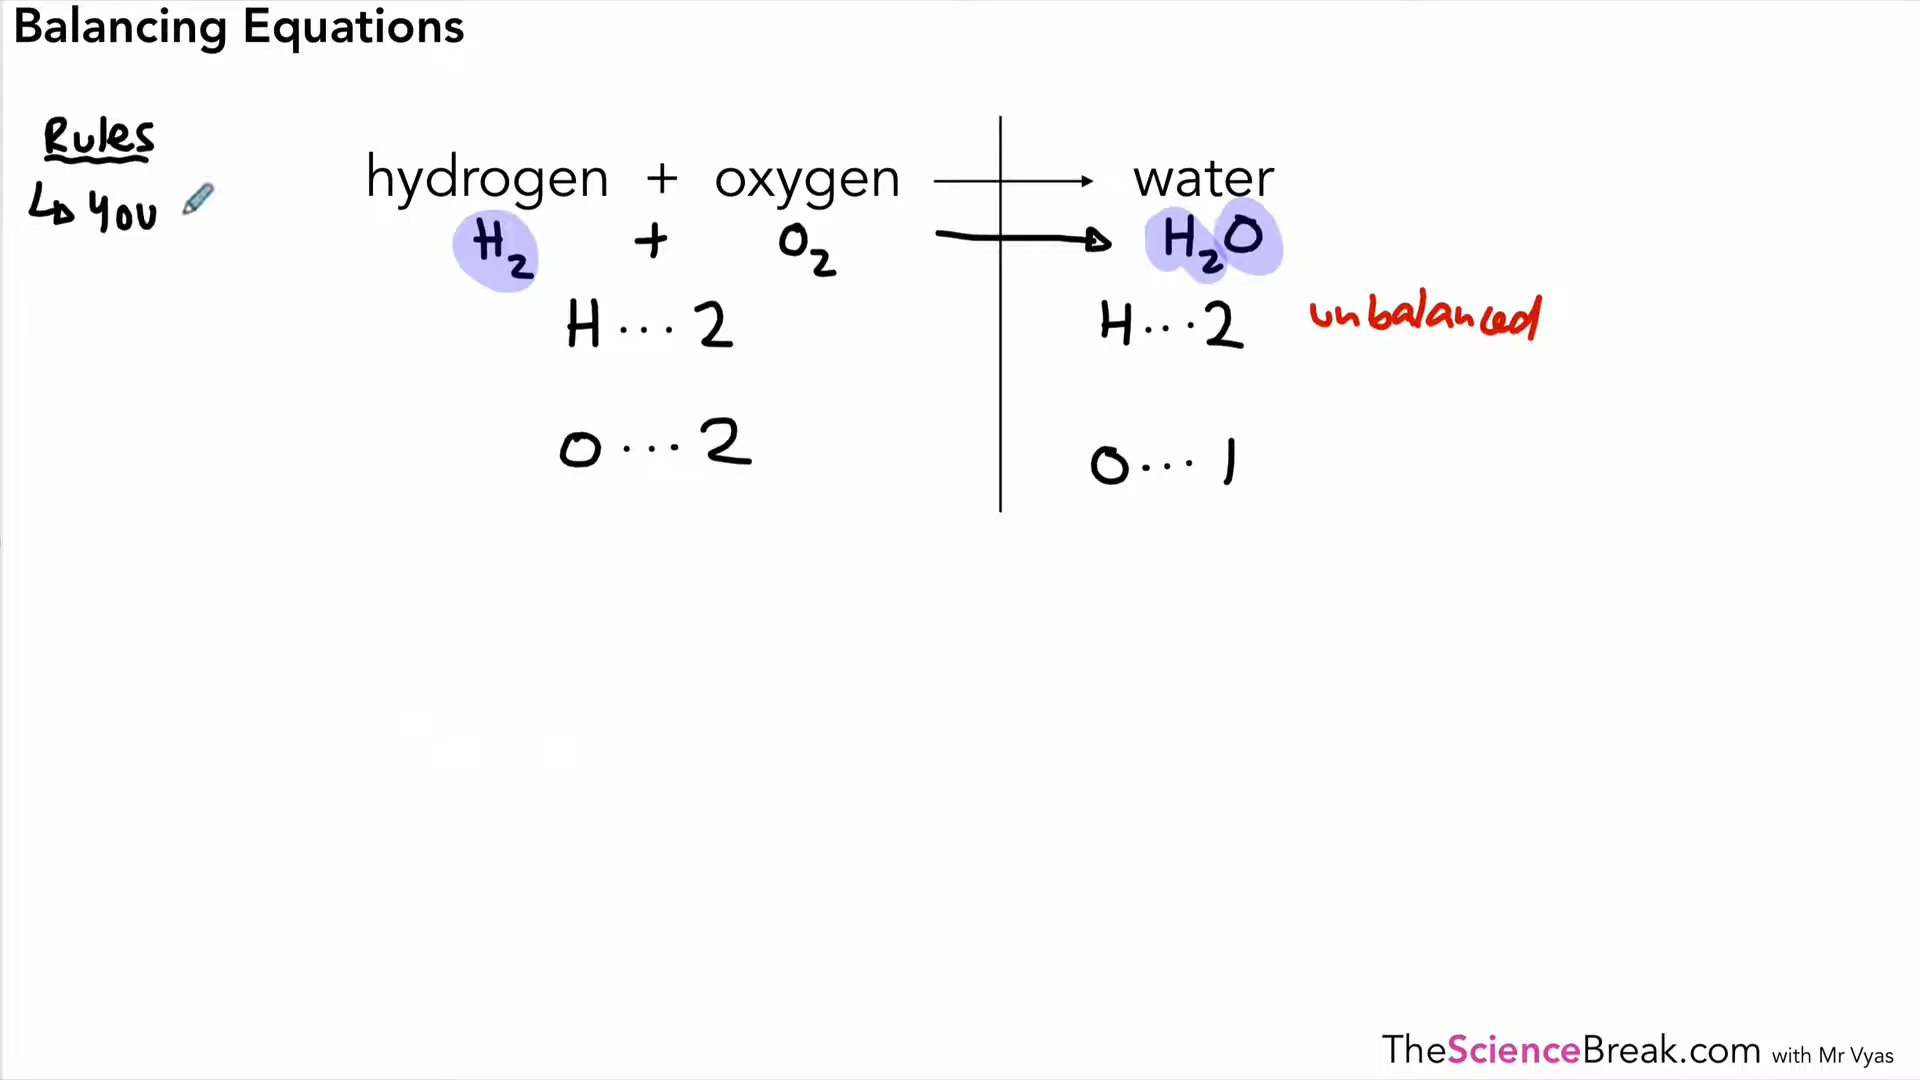 Balancing Equations
Rules
↳ You
hydrogen + oxygen → water
H₂ + O₂ → H₂O
H ... 2 H ... 2 unbalanced
O ... 2 O ... 1
TheScienceBreak.com with Mr Vyas